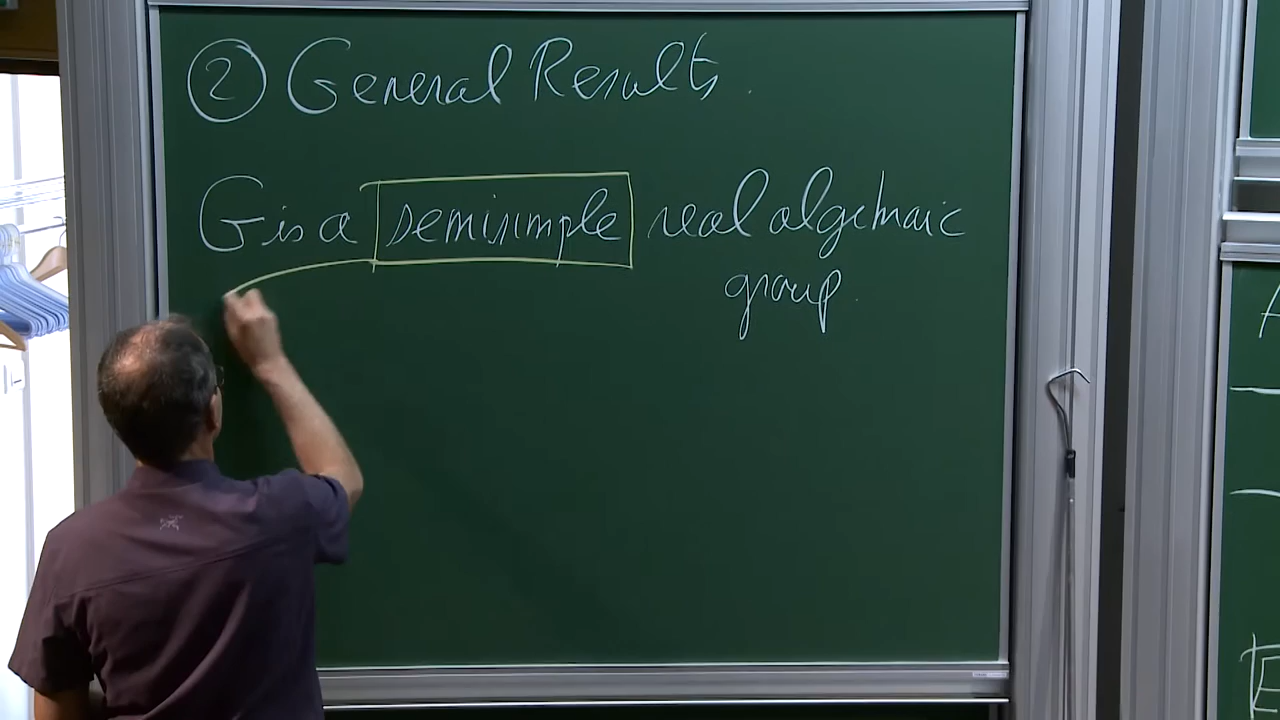 ② General Results.
G is a semisimple real algebraic
group.